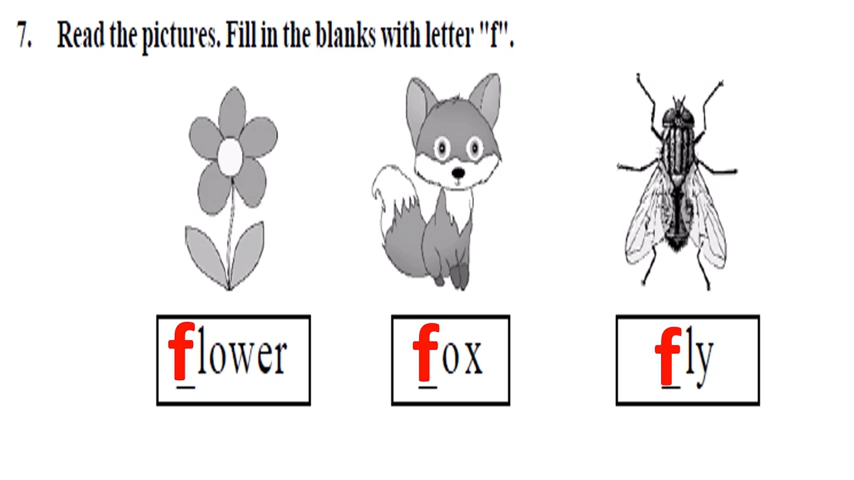 7. Read the pictures. Fill in the blanks with letter "f".
flower fox fly